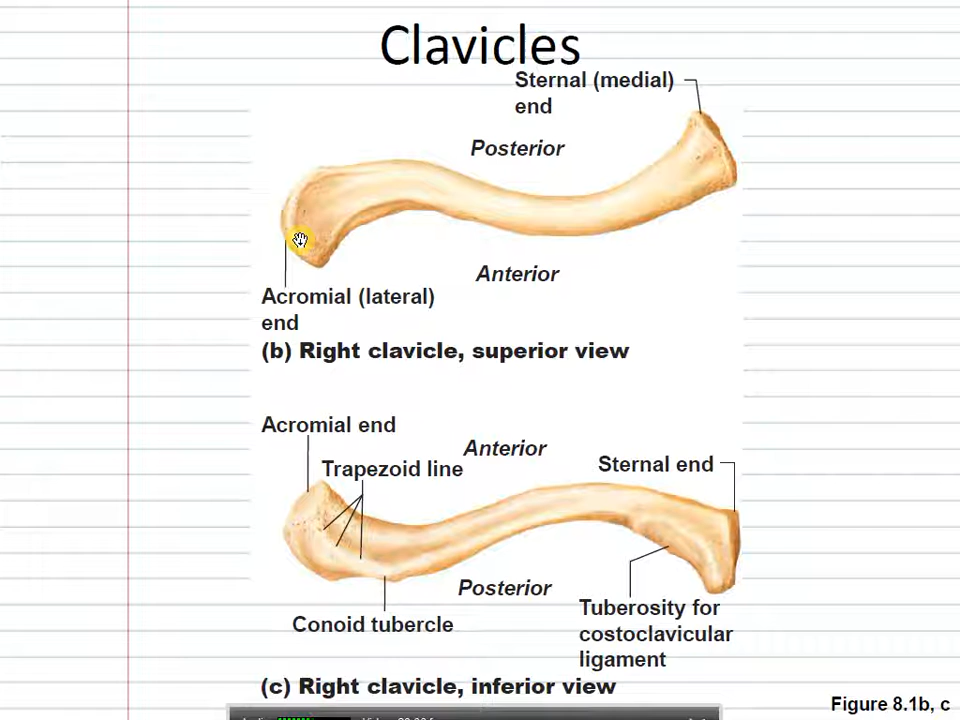 Clavicles
Sternal (medial)
end
Posterior
Anterior
Acromial (lateral)
end
(b) Right clavicle, superior view
Acromial end
Anterior
Trapezoid line
Sternal end
Posterior
Tuberosity for
costoclavicular
ligament
Conoid tubercle
(c) Right clavicle, inferior view
Figure 8.1b, c